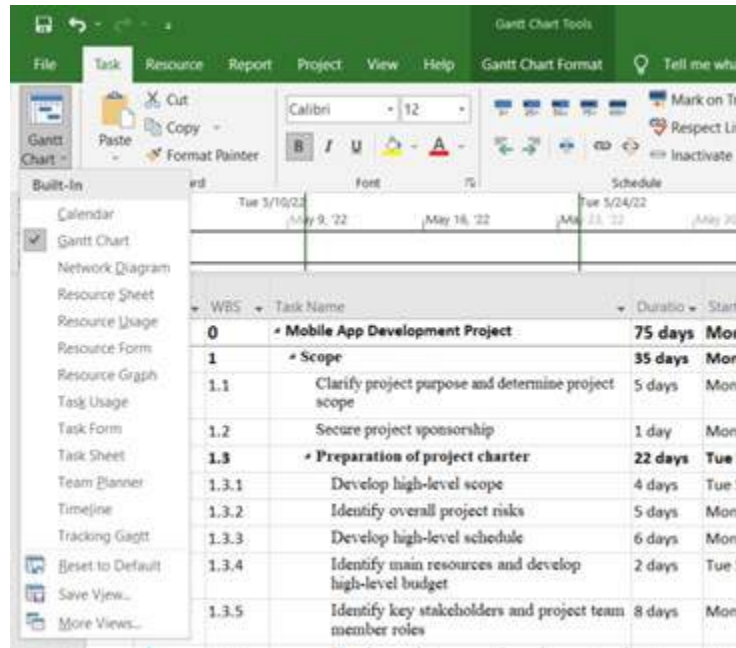 Gantt Chart Tools
File Task Resource Report Project View Help Gantt Chart Format Tell me wha
Gantt Chart
Paste
Cut
Copy
Format Painter
Calibri 12
B I U A
Mark on Tr
Respect Li
Inactivate
Font
Schedule
Built-In
Calendar
Gantt Chart
Network Diagram
Resource Sheet
Resource Usage
Resource Form
Resource Graph
Task Usage
Task Form
Task Sheet
Team Planner
Timeline
Tracking Gantt
Reset to Default
Save View...
More Views...
Tue 5/10/22 Tue 5/24/22
May 9, '22 May 16, '22 May 23, '22
WBS Task Name Duratio Start
0 Mobile App Development Project 75 days Mon
1 Scope 35 days Mon
1.1 Clarify project purpose and determine project 5 days Mon
scope
1.2 Secure project sponsorship 1 day Mon
1.3 Preparation of project charter 22 days Tue
1.3.1 Develop high-level scope 4 days Tue
1.3.2 Identify overall project risks 5 days Mon
1.3.3 Develop high-level schedule 6 days Mon
1.3.4 Identify main resources and develop 2 days Tue
high-level budget
1.3.5 Identify key stakeholders and project team 8 days Mon
member roles